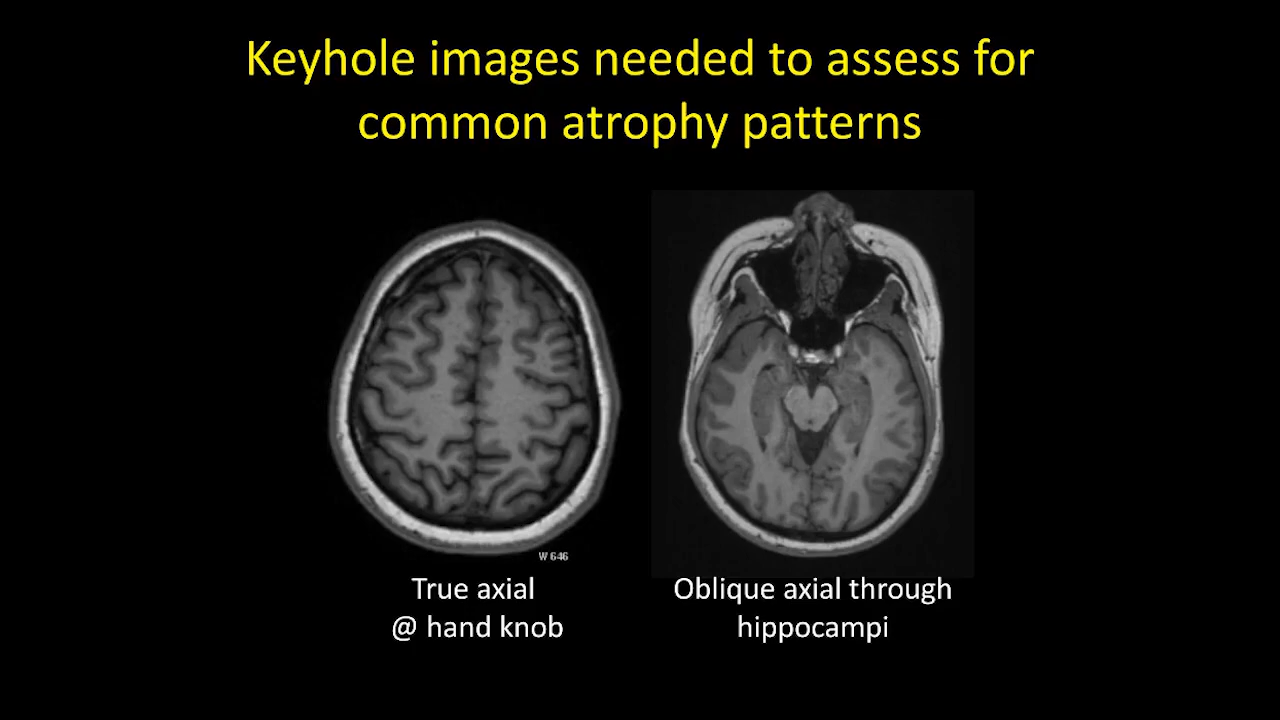 Keyhole images needed to assess for
common atrophy patterns
W 646
True axial
@ hand knob
Oblique axial through
hippocampi